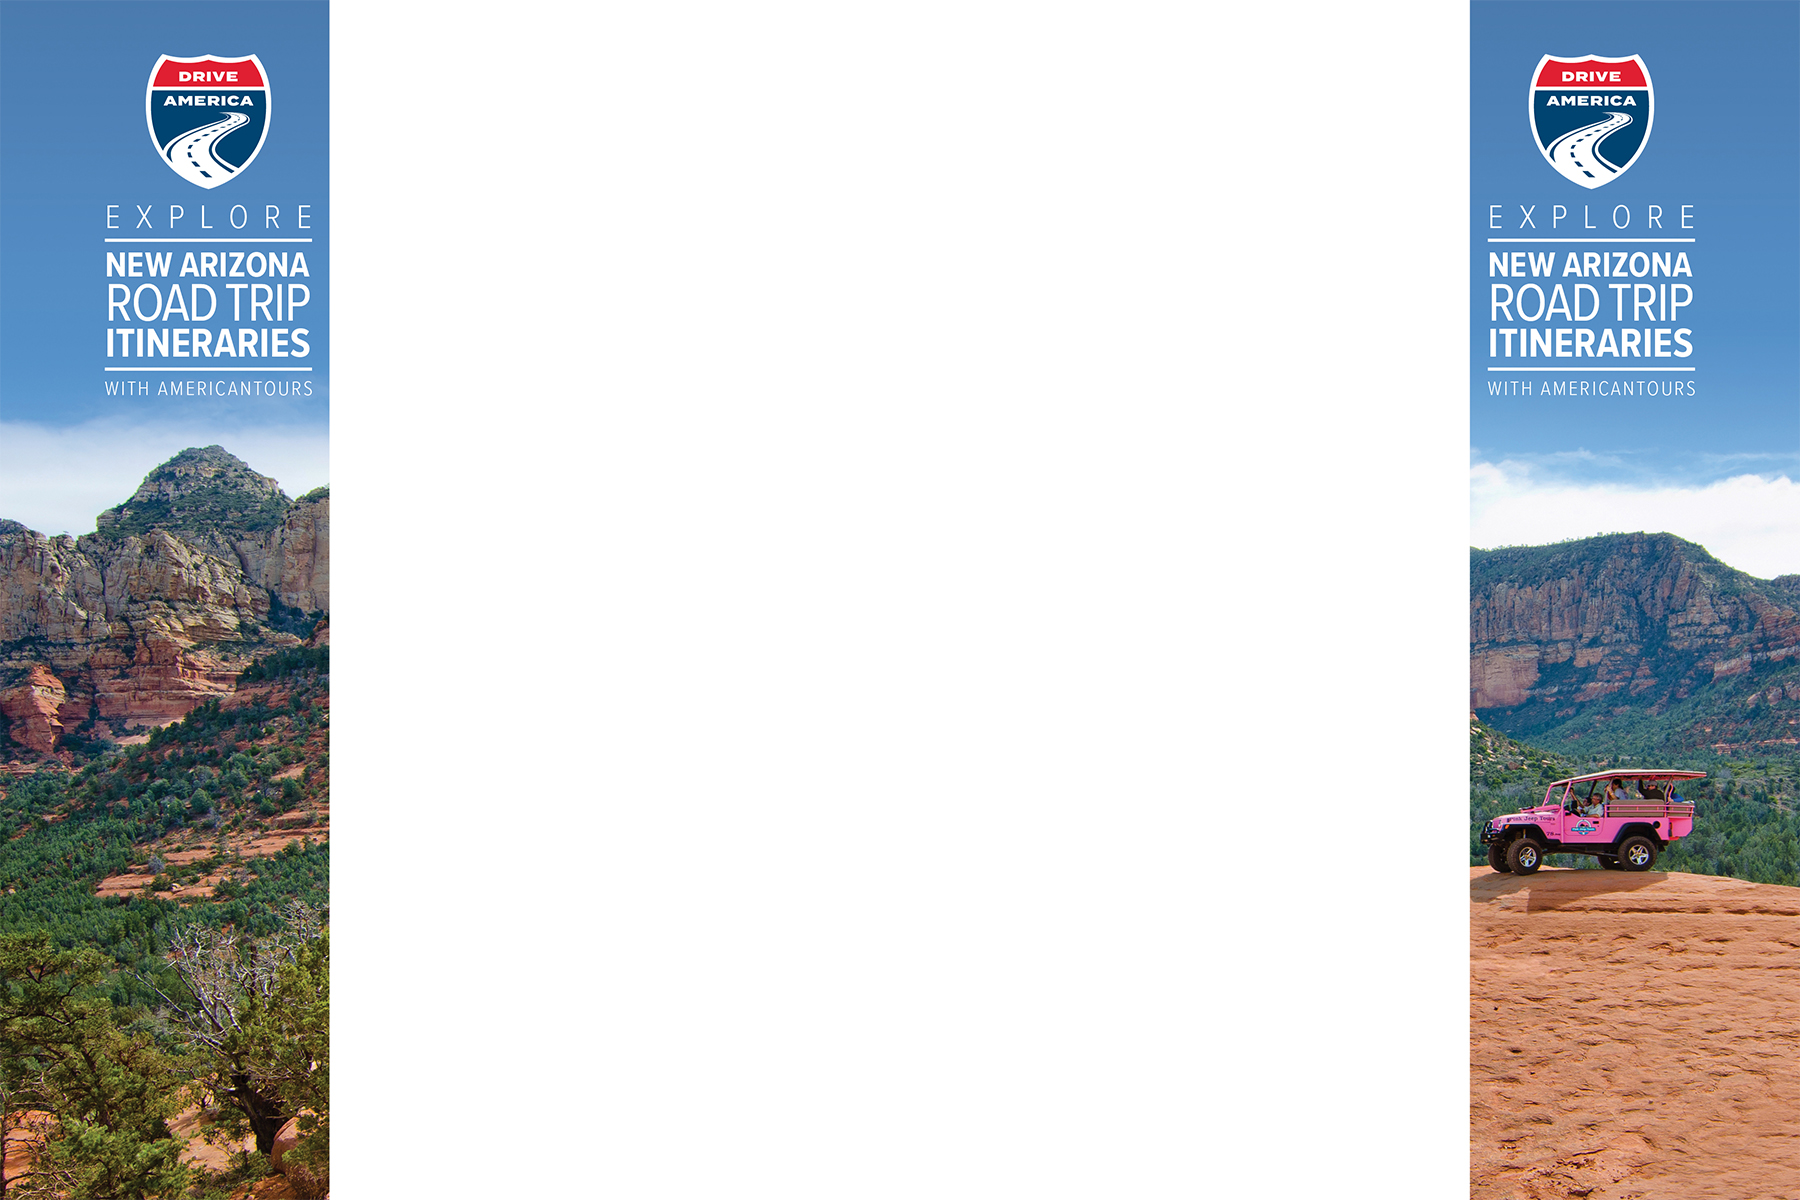 DRIVE
AMERICA
EXPLORE
NEW ARIZONA
ROAD TRIP
ITINERARIES
WITH AMERICANTOURS
DRIVE
AMERICA
EXPLORE
NEW ARIZONA
ROAD TRIP
ITINERARIES
WITH AMERICANTOURS
Pink Jeep Tours